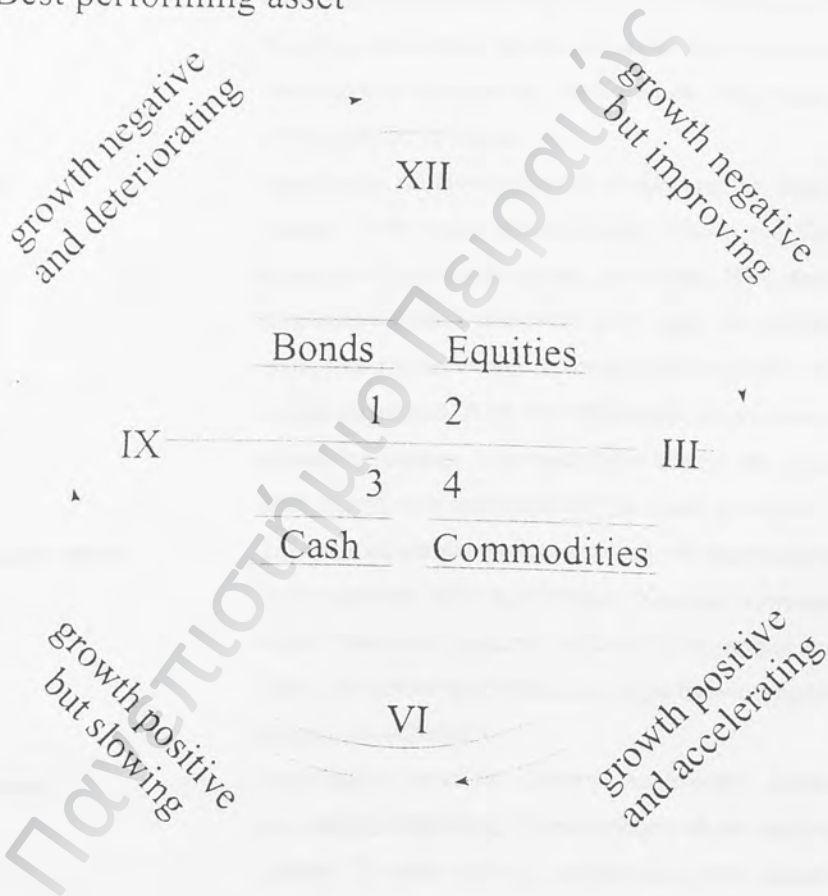 Best performing asset
growth negative
and deteriorating
growth negative
but improving
XII
Bonds Equities
1 2
IX III
3 4
Cash Commodities
growth positive
but slowing
VI
growth positive
and accelerating
Πανεπιστήμιο Πειραιώς